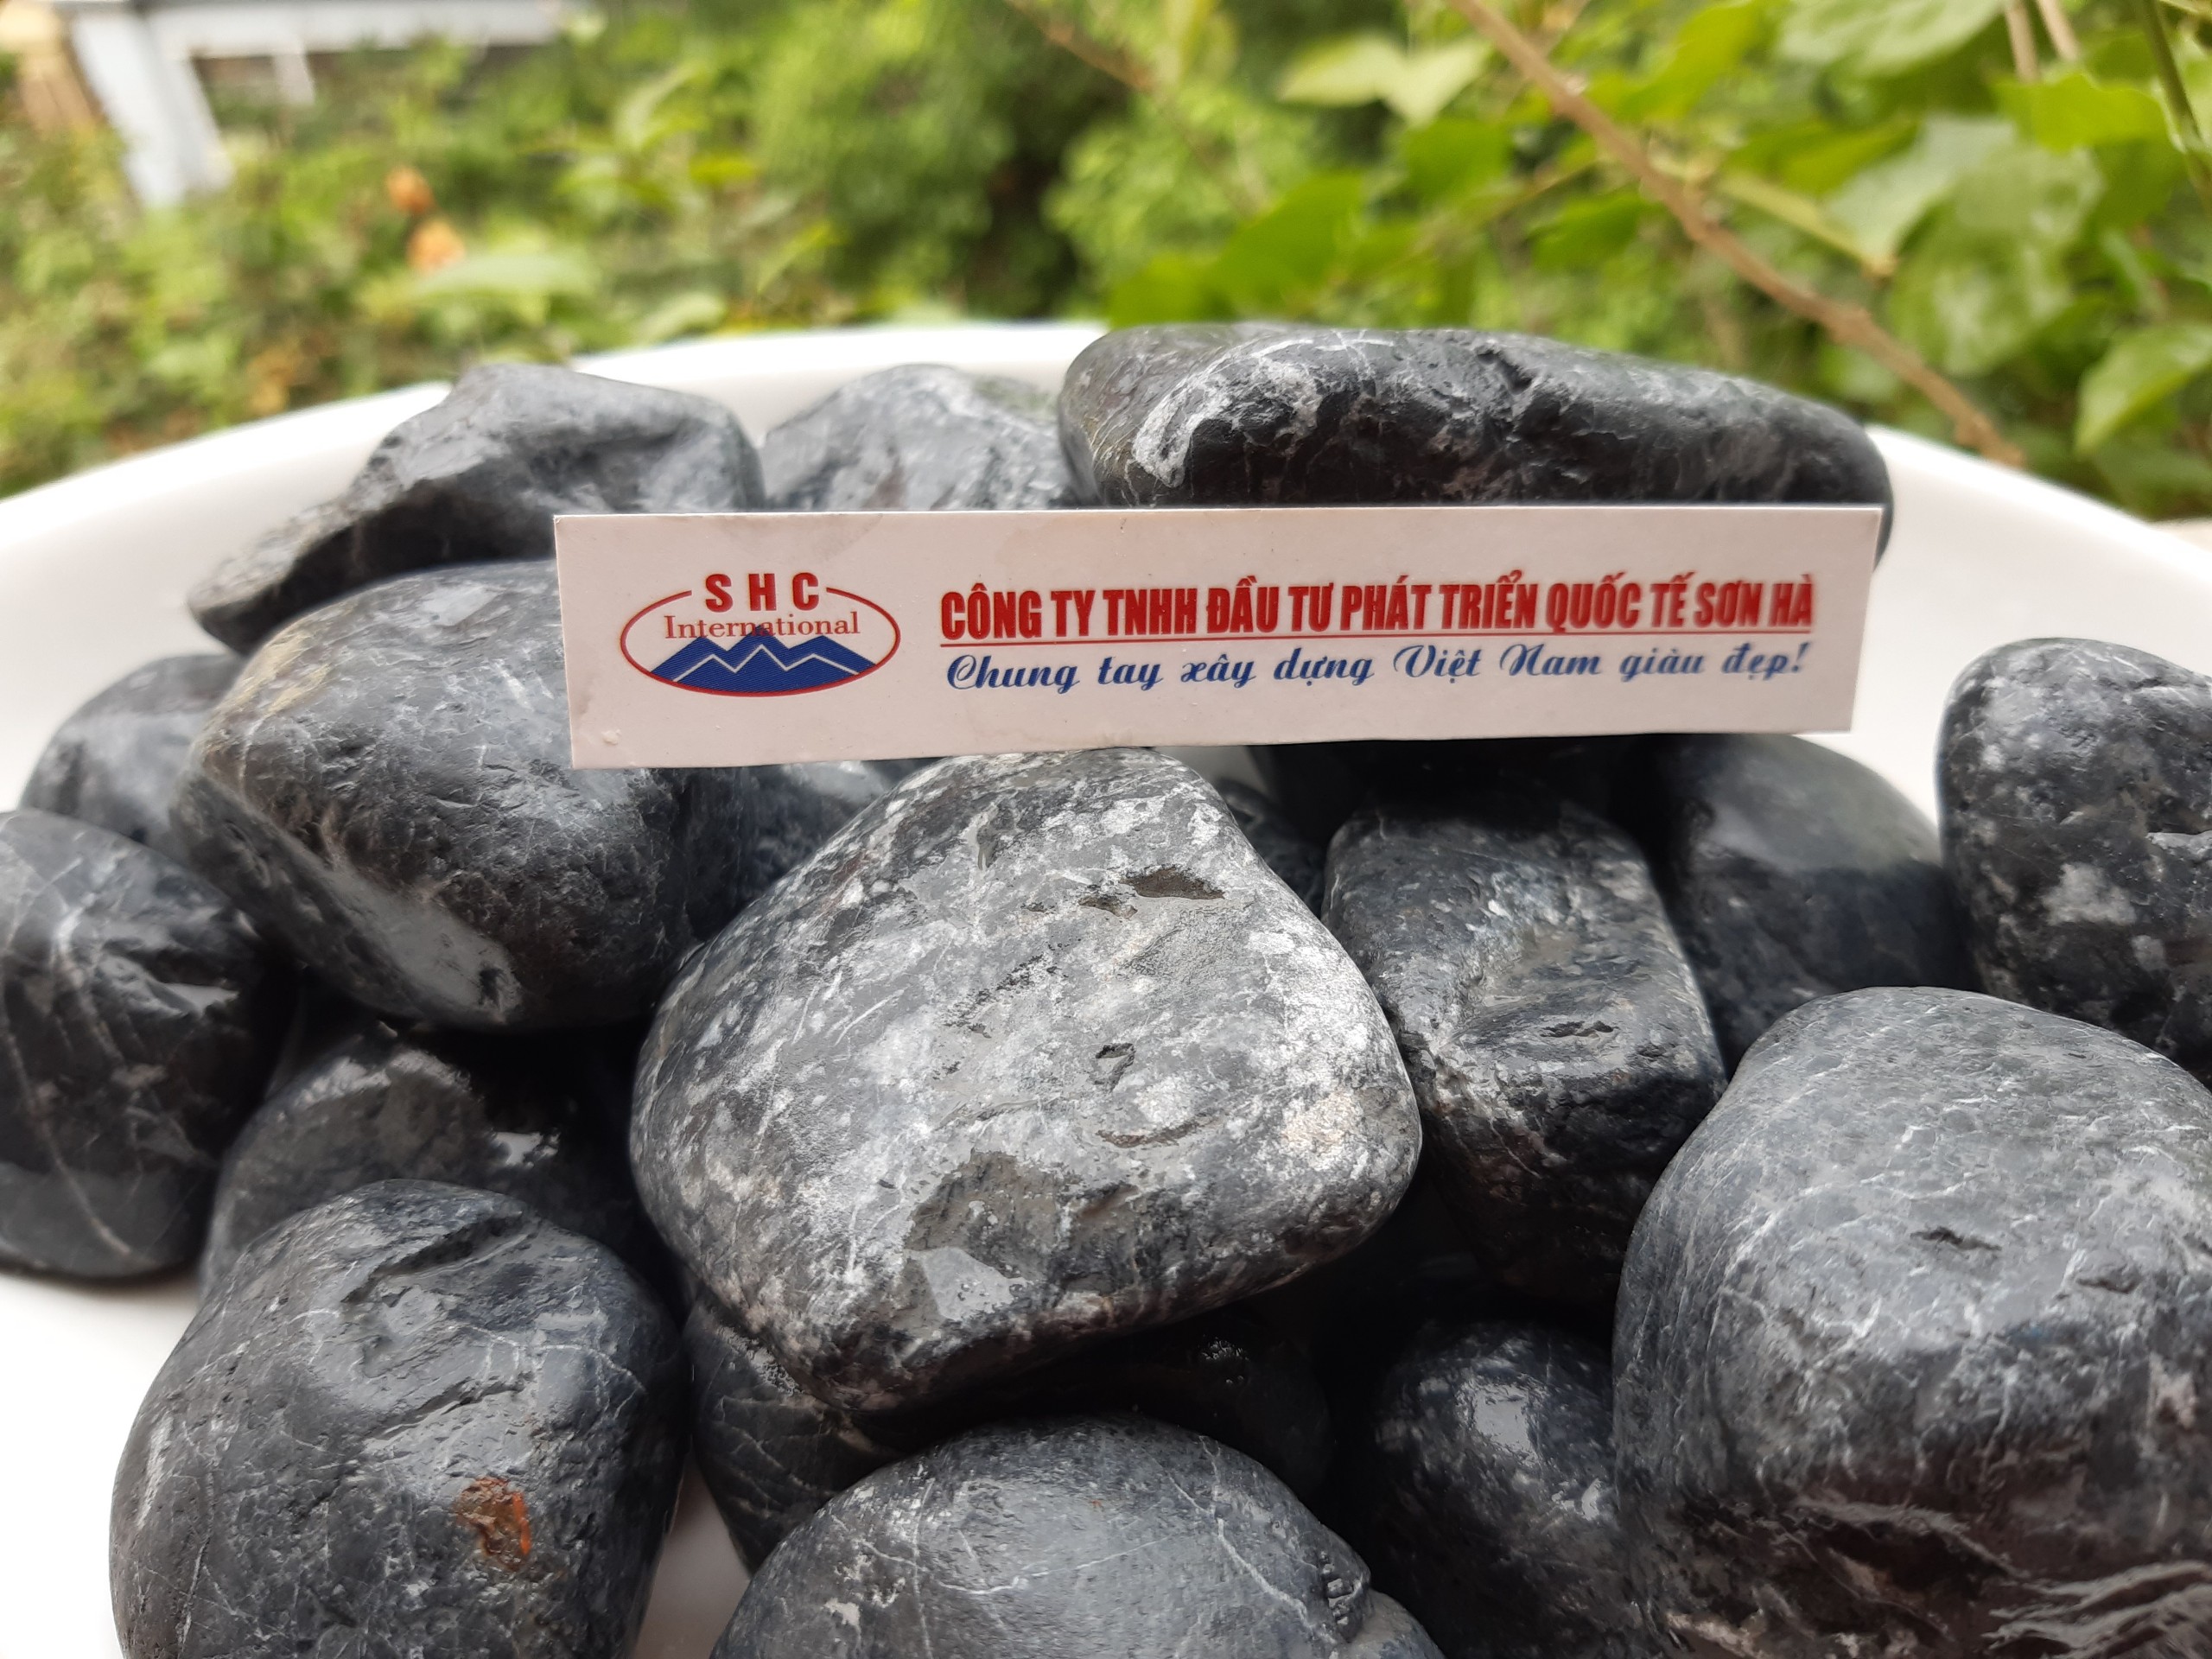 SHC
International
CÔNG TY TNHH ĐẦU TƯ PHÁT TRIỂN QUỐC TẾ SƠN HÀ
Chung tay xây dựng Việt Nam giàu đẹp!